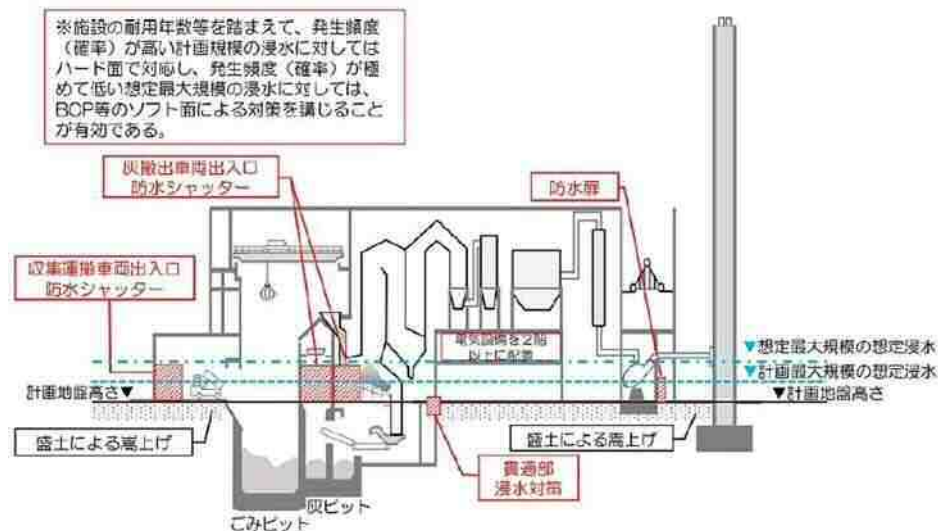 ※施設の耐用年数等を踏まえて、発生頻度
（確率）が高い計画規模の浸水に対しては
ハード面で対応し、発生頻度（確率）が極
めて低い想定最大規模の浸水に対しては、
BCP等のソフト面による対策を講じること
が有効である。
灰搬出車両出入口
防水シャッター
防水扉
収集運搬車両出入口
防水シャッター
電気設備を2階
以上に配置
▼想定最大規模の想定浸水
▼計画最大規模の想定浸水
計画地盤高さ▼
▼計画地盤高さ
盛土による嵩上げ
盛土による嵩上げ
貫通部
浸水対策
灰ピット
ごみピット